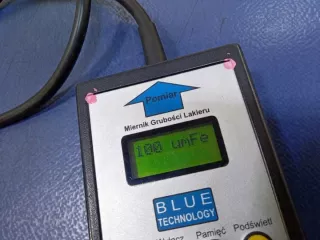 Pomiar
Miernik Grubości Lakieru
100 umFe
BLUE
TECHNOLOGY
Pamięć Podświetl